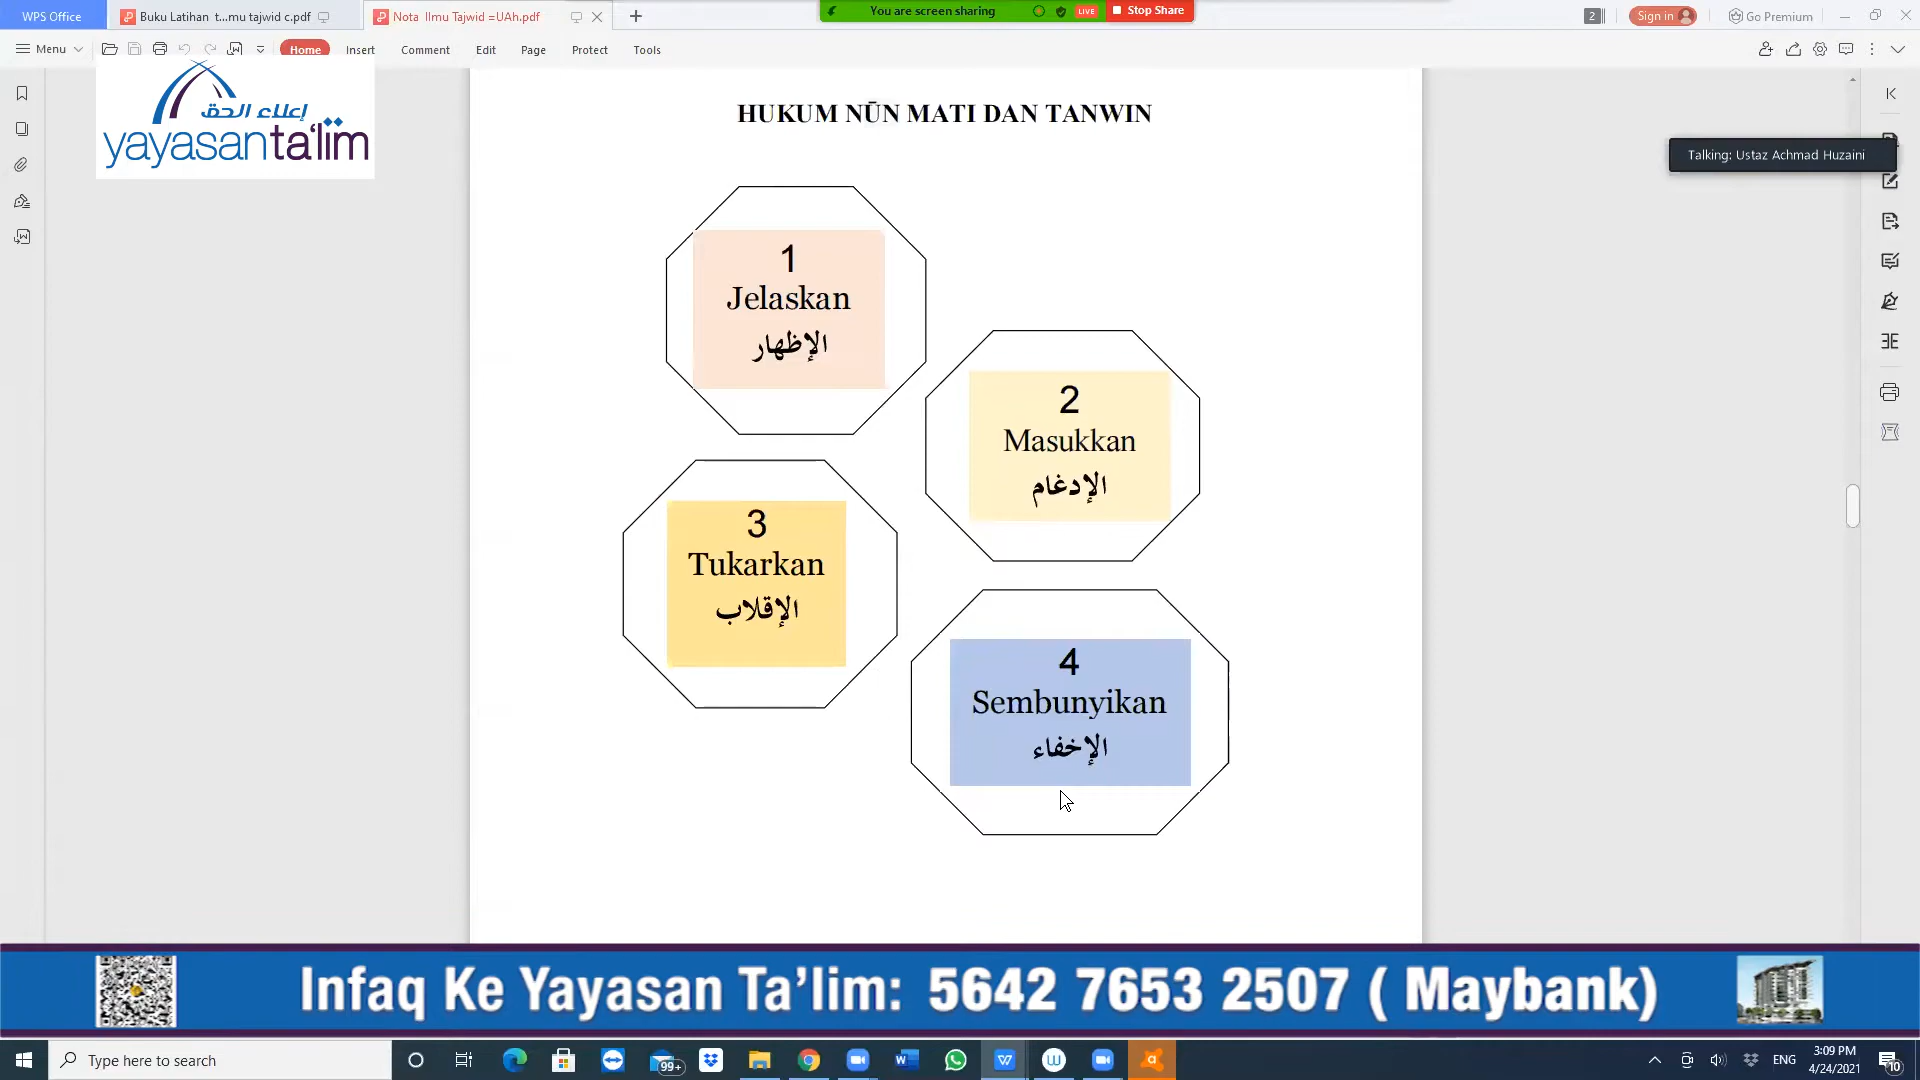 WPS Office
Buku Latihan t...mu tajwid c.pdf
Nota Ilmu Tajwid =UAh.pdf
You are screen sharing
LIVE
Stop Share
2
Sign in
Go Premium
Menu
Home
Insert
Comment
Edit
Page
Protect
Tools
إعلاء الحق
yayasanta'lim
Talking: Ustaz Achmad Huzaini
HUKUM NŪN MATI DAN TANWIN
1
Jelaskan
الإظهار
2
Masukkan
الإدغام
3
Tukarkan
الإقلاب
4
Sembunyikan
الإخفاء
Infaq Ke Yayasan Ta'lim: 5642 7653 2507 ( Maybank)
Type here to search
99+
ENG
3:09 PM
4/24/2021
10